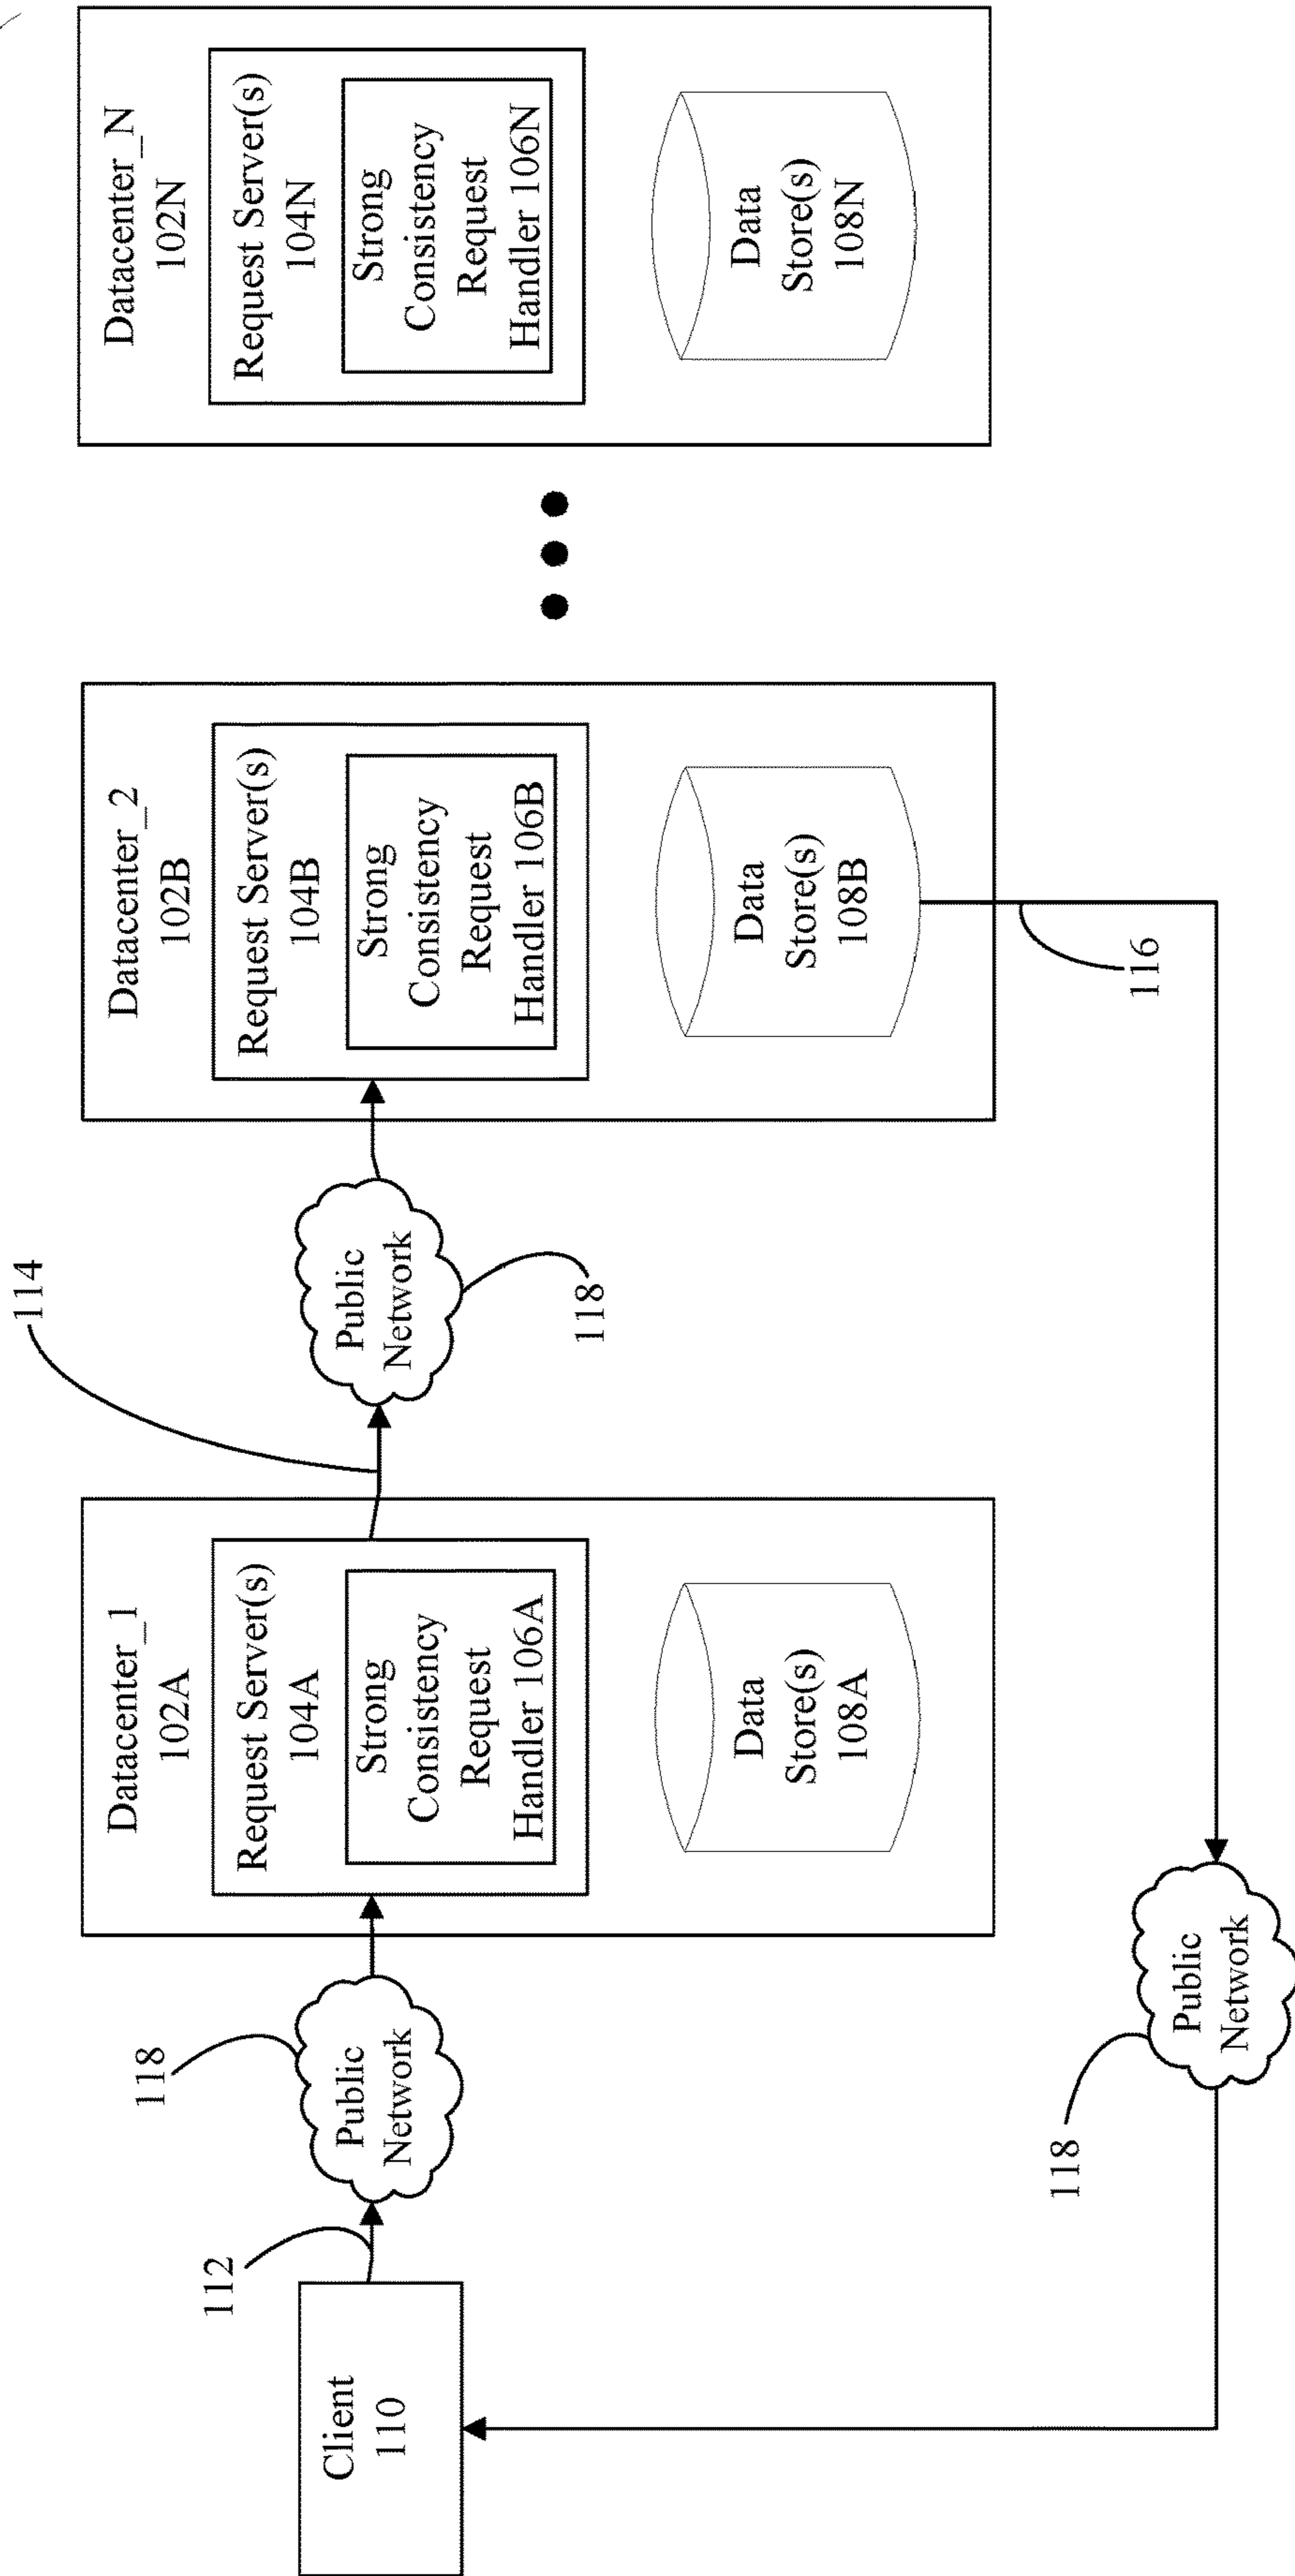 114
112
118
Client
110
Public
Network
Datacenter_1
102A
Request Server(s)
104A
Strong
Consistency
Request
Handler 106A
Data
Store(s)
108A
Public
Network
118
Datacenter_2
102B
Request Server(s)
104B
Strong
Consistency
Request
Handler 106B
Data
Store(s)
108B
116
Datacenter_N
102N
Request Server(s)
104N
Strong
Consistency
Request
Handler 106N
Data
Store(s)
108N
118
Public
Network